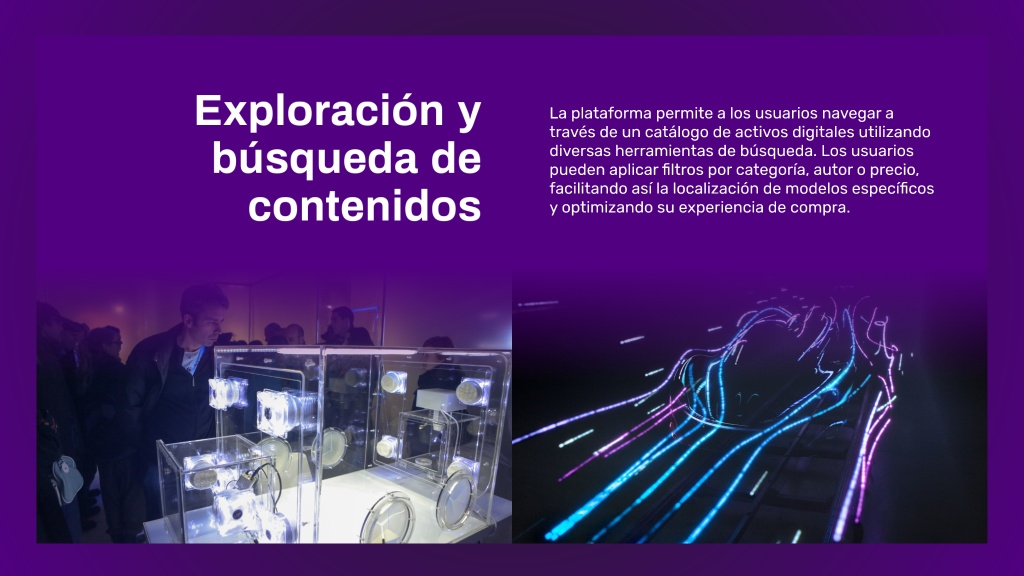 Exploración y
búsqueda de
contenidos
La plataforma permite a los usuarios navegar a
través de un catálogo de activos digitales utilizando
diversas herramientas de búsqueda. Los usuarios
pueden aplicar filtros por categoría, autor o precio,
facilitando así la localización de modelos específicos
y optimizando su experiencia de compra.